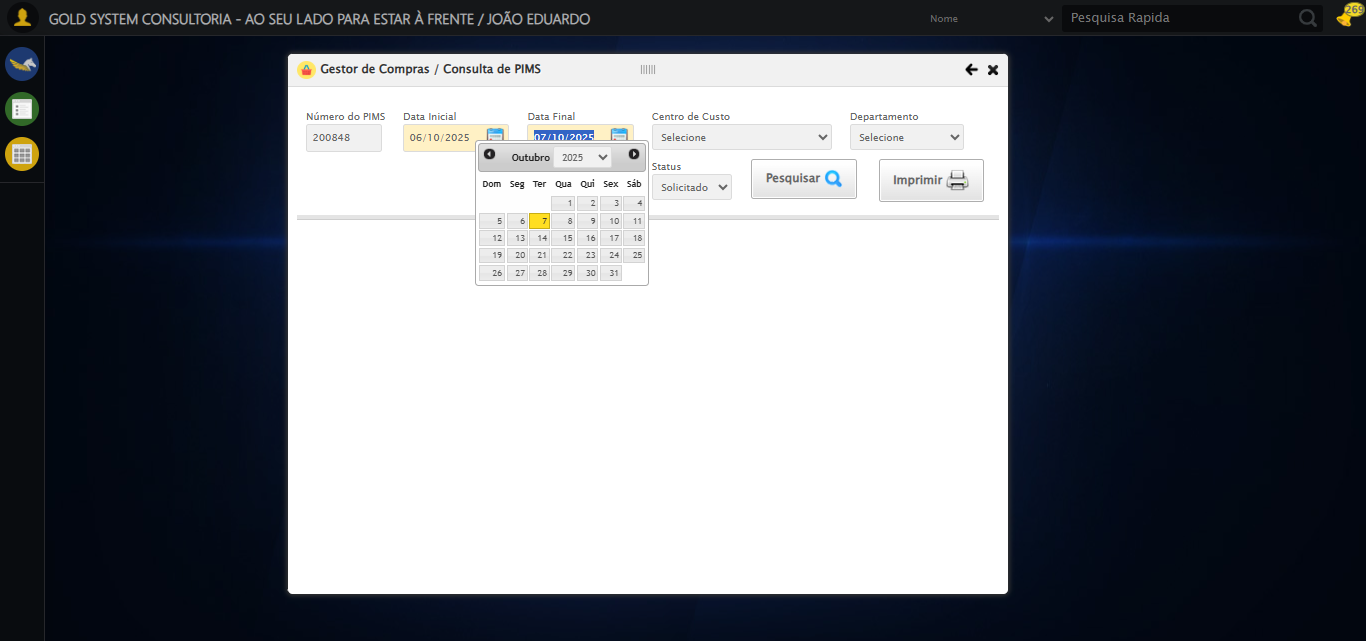 GOLD SYSTEM CONSULTORIA - AO SEU LADO PARA ESTAR À FRENTE / JOÃO EDUARDO
Nome
Pesquisa Rapida
269
Gestor de Compras / Consulta de PIMS
Número do PIMS Data Inicial Data Final Centro de Custo Departamento
200848 06/10/2025 07/10/2025 Selecione Selecione
Outubro 2025
Dom Seg Ter Qua Qui Sex Sáb
1 2 3 4
5 6 7 8 9 10 11
12 13 14 15 16 17 18
19 20 21 22 23 24 25
26 27 28 29 30 31
Status
Solicitado
Pesquisar
Imprimir